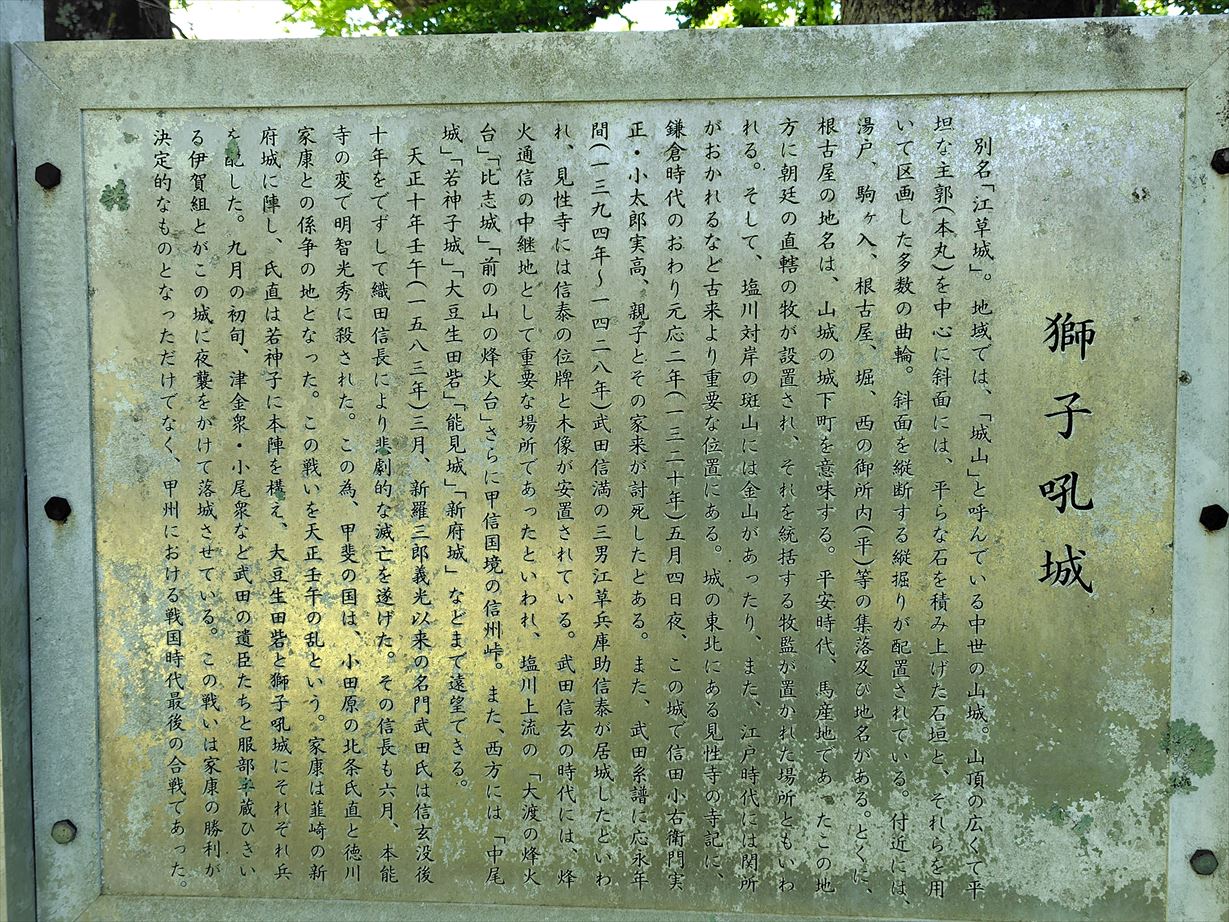 獅子吼城
別名「江草城」。地域では、「城山」と呼んでいる中世の山城。山頂の広くて平
坦な主郭(本丸)を中心に斜面には、平らな石を積み上げた石垣と、それらを用
いて区画した多数の曲輪。斜面を縦断する縦掘りが配置されている。付近には、
湯戸、駒ヶ入、根古屋、堀、西の御所内(平)等の集落及び地名がある。とくに、
根古屋の地名は、山城の城下町を意味する。平安時代、馬産地であったこの地
方に朝廷の直轄の牧が設置され、それを統括する牧監が置かれた場所ともいわ
れる。そして、塩川対岸の斑山には金山があったり、また、江戸時代には関所
がおかれるなど古来より重要な位置にある。城の東北にある見性寺の寺記に、
鎌倉時代のおわり元応二年(一三二十年)五月四日夜、この城で信田小右衛門実
正・小太郎実高、親子とその家来が討死したとある。また、武田系譜に応永年
間(一三九四年～一四二八年)武田信満の三男江草兵庫助信泰が居城したといわ
れ、見性寺には信泰の位牌と木像が安置されている。武田信玄の時代には、烽
火通信の中継地として重要な場所であったといわれ、塩川上流の「大渡の烽火
台」「比志城」「前の山の烽火台」さらに甲信国境の信州峠。また、西方には「中尾
城」「若神子城」「大豆生田砦」「能見城」「新府城」などまで遠望できる。
天正十年壬午(一五八三年)三月、新羅三郎義光以来の名門武田氏は信玄没後
十年をでずして織田信長により悲劇的な滅亡を遂げた。その信長も六月、本能
寺の変で明智光秀に殺された。この為、甲斐の国は、小田原の北条氏直と徳川
家康との係争の地となった。この戦いを天正壬午の乱という。家康は韮崎の新
府城に陣し、氏直は若神子に本陣を構え、大豆生田砦と獅子吼城にそれぞれ兵
を配した。九月の初旬、津金衆・小尾衆など武田の遺臣たちと服部半蔵ひきい
る伊賀組とがこの城に夜襲をかけて落城させている。この戦いは家康の勝利が
決定的なものとなっただけでなく、甲州における戦国時代最後の合戦であった。